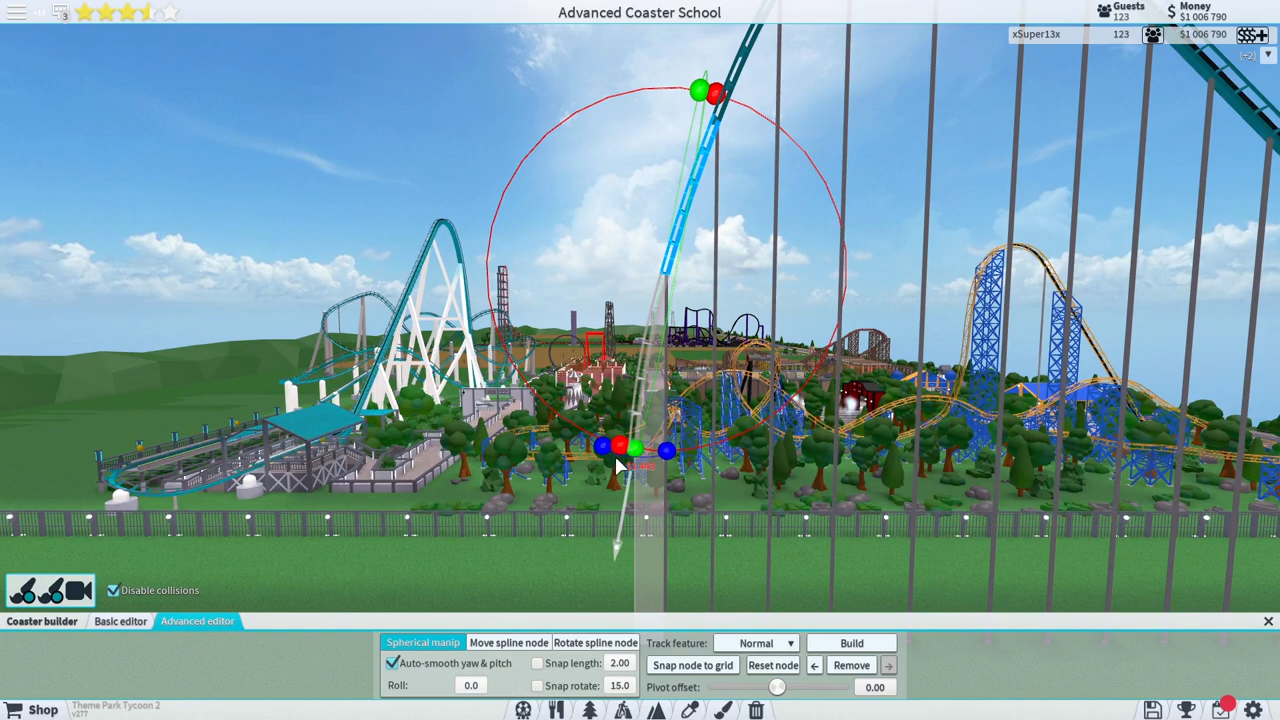 3
Advanced Coaster School
Guests
123
Money
$1 006 790
xSuper13x 123 $1 006 790 $$$+
(+2) ▼
Disable collisions
Coaster builder Basic editor Advanced editor ✕
Spherical manip Move spline node Rotate spline node Track feature: Normal ▼ Build
Auto-smooth yaw & pitch Snap length: 2.00 Snap node to grid Reset node ← Remove →
Roll: 0.0 Snap rotate: 15.0 Pivot offset: 0.00
Shop
Theme Park Tycoon 2
v277